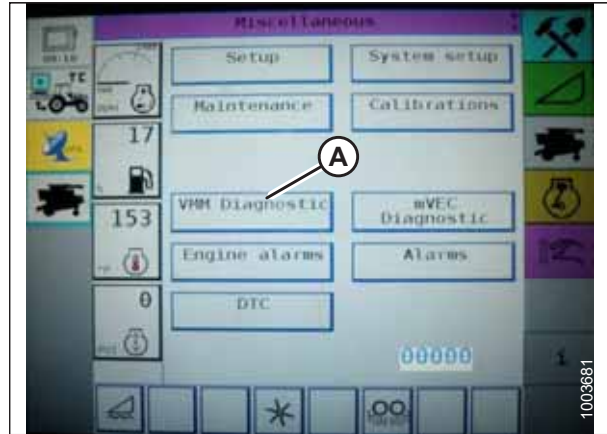 Miscellaneous
Setup
System setup
TC
Maintenance
Calibrations
17
A
VMM Diagnostic
mVEC
Diagnostic
153
Engine alarms
Alarms
0
DTC
00000
i
1003681